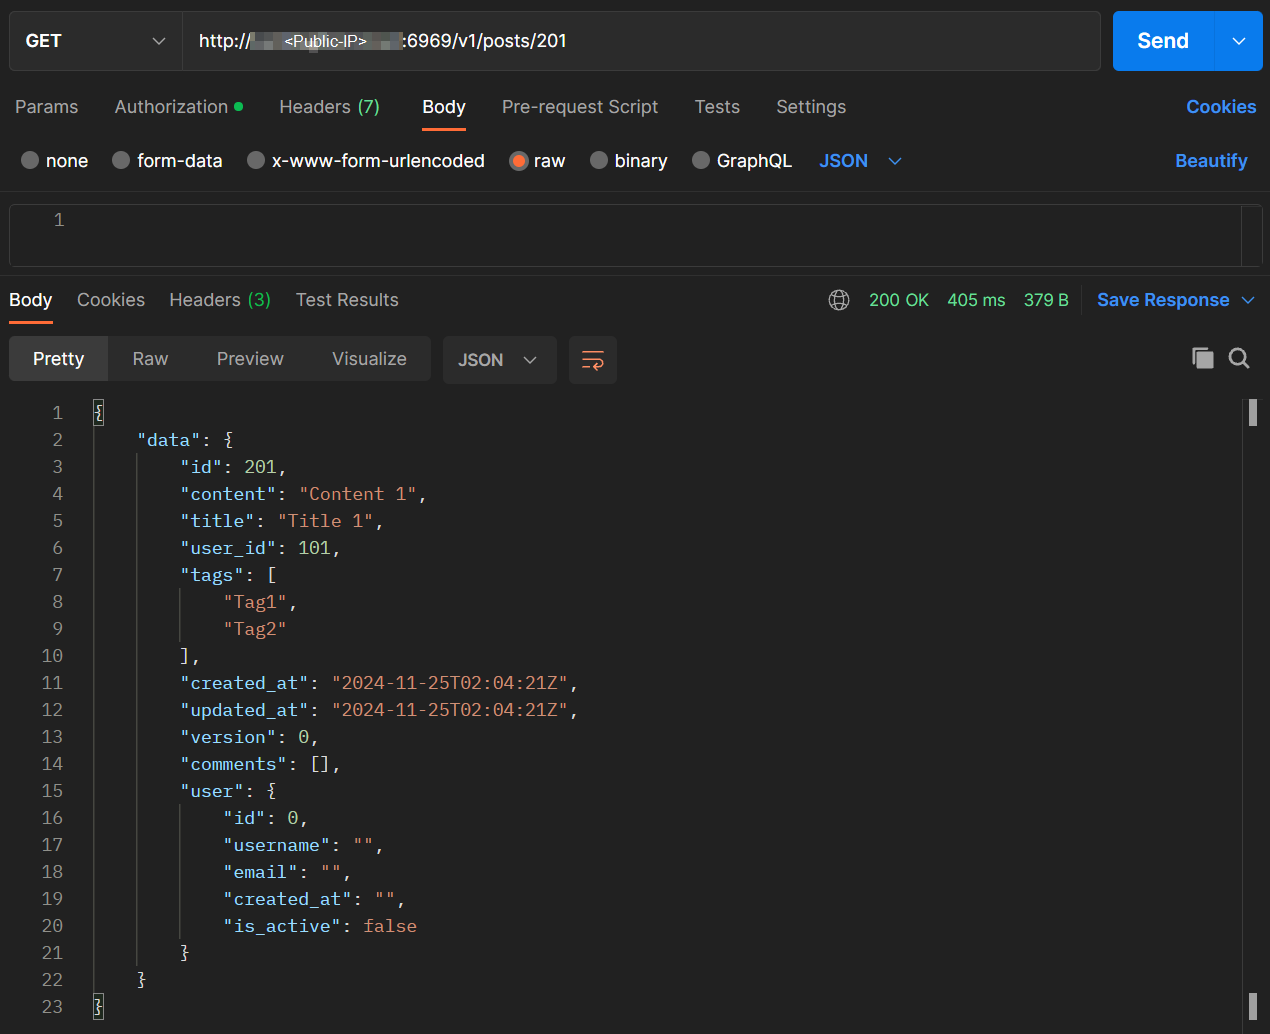 GET http://<Public-IP>:6969/v1/posts/201 Send
Params Authorization Headers (7) Body Pre-request Script Tests Settings Cookies
none form-data x-www-form-urlencoded raw binary GraphQL JSON Beautify
1
Body Cookies Headers (3) Test Results 200 OK 405 ms 379 B Save Response
Pretty Raw Preview Visualize JSON
1 {
2 "data": {
3 "id": 201,
4 "content": "Content 1",
5 "title": "Title 1",
6 "user_id": 101,
7 "tags": [
8 "Tag1",
9 "Tag2"
10 ],
11 "created_at": "2024-11-25T02:04:21Z",
12 "updated_at": "2024-11-25T02:04:21Z",
13 "version": 0,
14 "comments": [],
15 "user": {
16 "id": 0,
17 "username": "",
18 "email": "",
19 "created_at": "",
20 "is_active": false
21 }
22 }
23 }